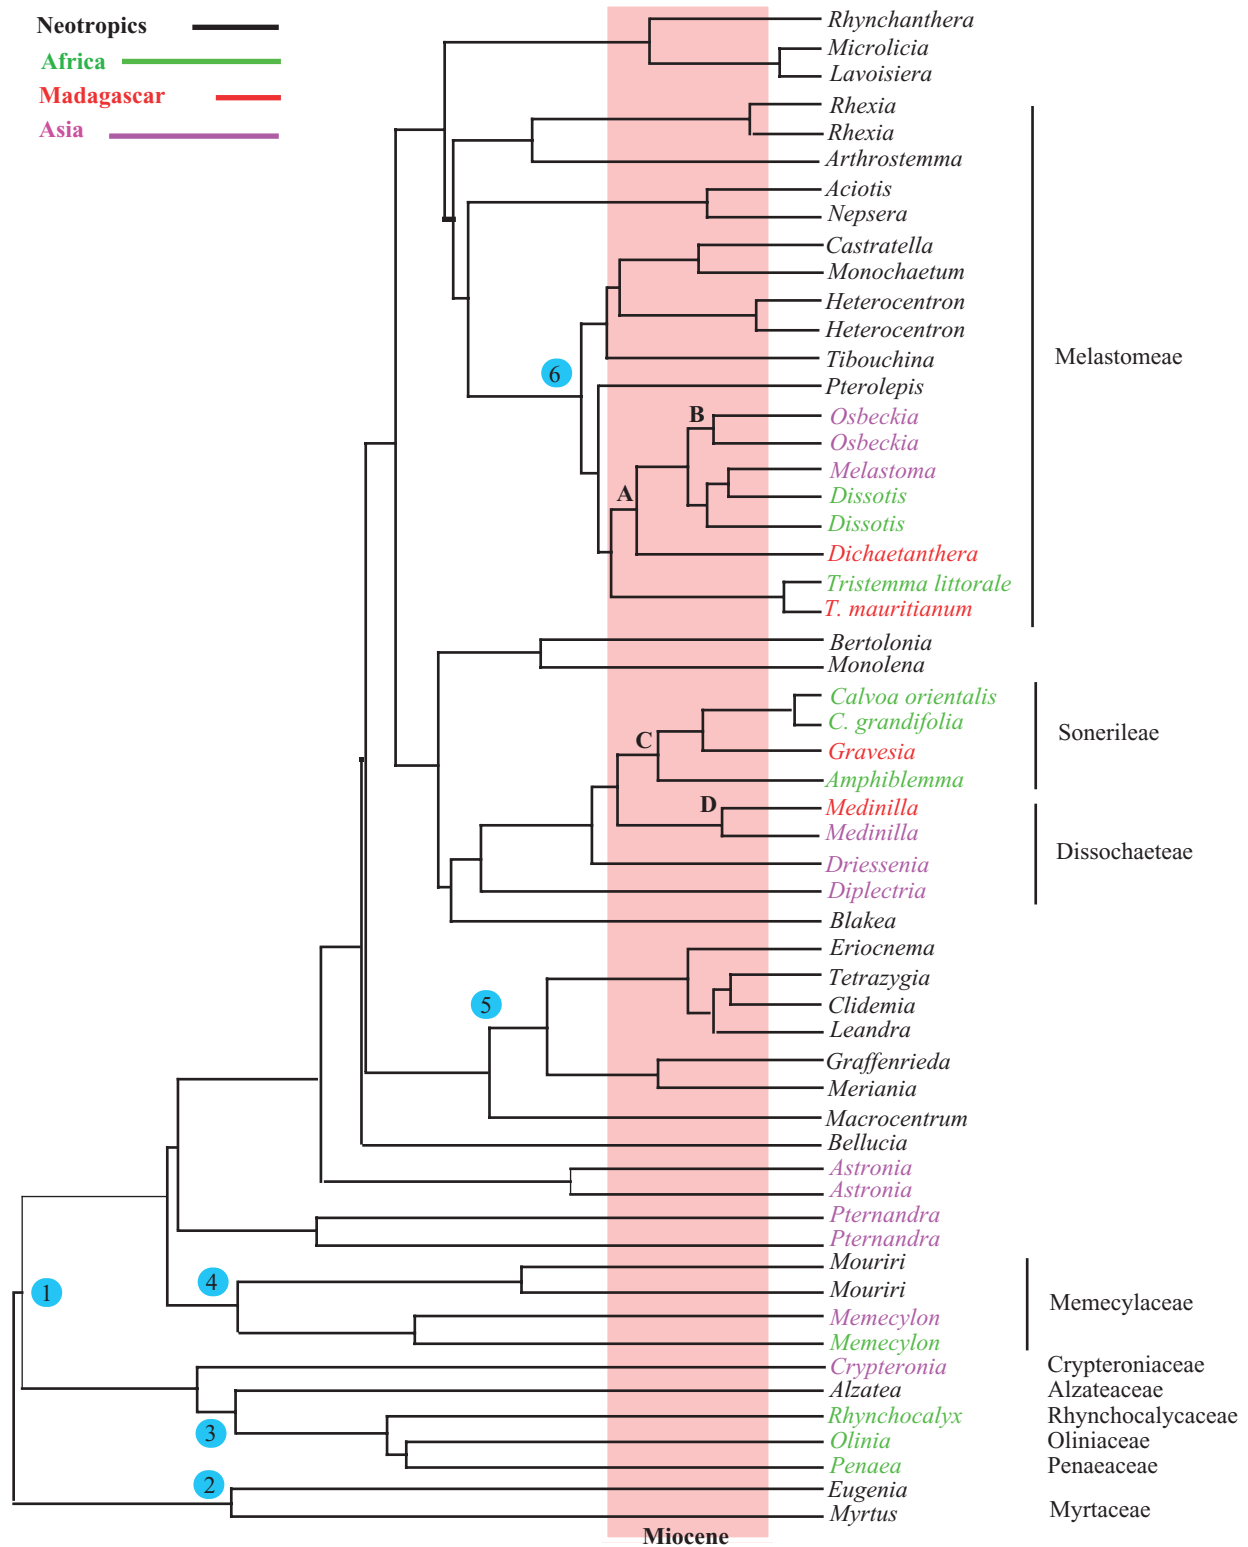 Neotropics
Africa
Madagascar
Asia
Rhynchanthera
Microlicia
Lavoisiera
Rhexia
Rhexia
Arthrostemma
Aciotis
Nepsera
Castratella
Monochaetum
Heterocentron
Heterocentron
Tibouchina
Melastomeae
6
Pterolepis
B
Osbeckia
Osbeckia
Melastoma
A
Dissotis
Dissotis
Dichaetanthera
Tristemma littorale
T. mauritianum
Bertolonia
Monolena
Calvoa orientalis
C. grandifolia
Sonerileae
C
Gravesia
Amphiblemma
D
Medinilla
Medinilla
Dissochaeteae
Driessenia
Diplectria
Blakea
Eriocnema
Tetrazygia
5
Clidemia
Leandra
Graffenrieda
Meriania
Macrocentrum
Bellucia
Astronia
Astronia
Pternandra
Pternandra
Mouriri
4
1
Mouriri
Memecylaceae
Memecylon
Memecylon
Crypteronia Crypteroniaceae
Alzatea Alzateaceae
Rhynchocalyx Rhynchocalycaceae
3
Olinia Oliniaceae
Penaea Penaeaceae
2
Eugenia
Myrtus
Myrtaceae
Miocene